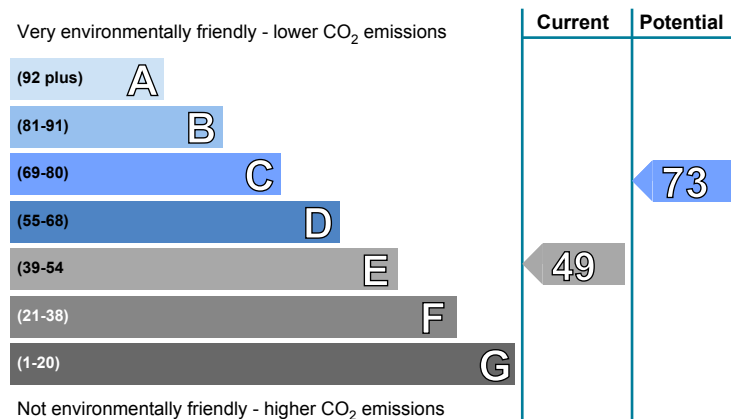 Current Potential
Very environmentally friendly - lower CO₂ emissions
(92 plus) A
(81-91) B
(69-80) C
73
(55-68) D
(39-54 E
49
(21-38) F
(1-20) G
Not environmentally friendly - higher CO₂ emissions